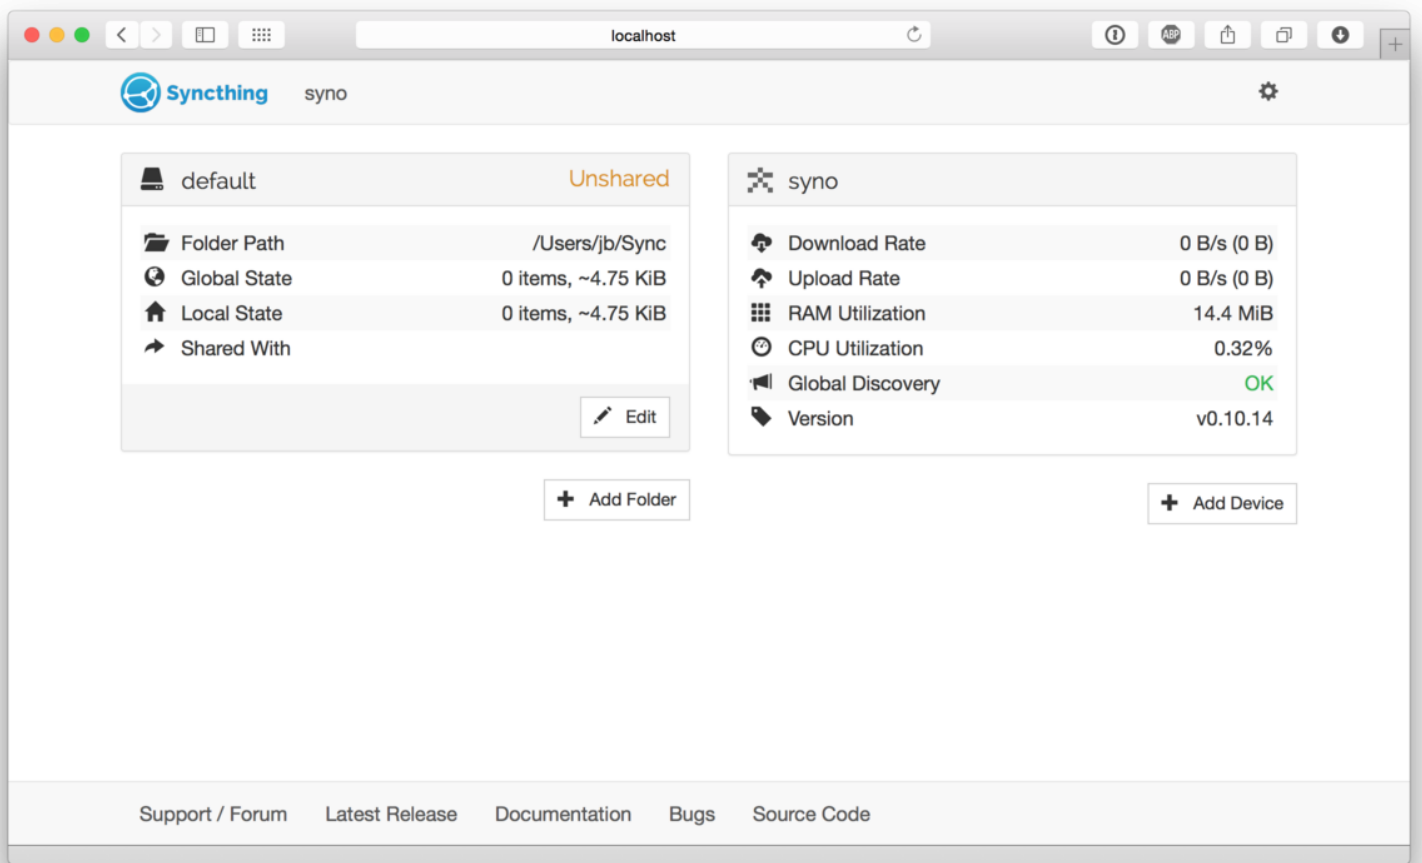 localhost
ABP
Syncthing syno
default Unshared
Folder Path /Users/jb/Sync
Global State 0 items, ~4.75 KiB
Local State 0 items, ~4.75 KiB
Shared With
Edit
Add Folder
syno
Download Rate 0 B/s (0 B)
Upload Rate 0 B/s (0 B)
RAM Utilization 14.4 MiB
CPU Utilization 0.32%
Global Discovery OK
Version v0.10.14
Add Device
Support / Forum Latest Release Documentation Bugs Source Code